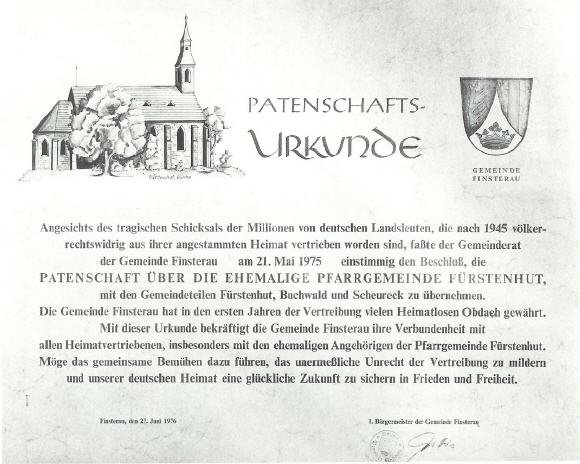 PATENSCHAFTS-
URKUNDE
GEMEINDE
FINSTERAU
Angesichts des tragischen Schicksals der Millionen von deutschen Landsleuten, die nach 1945 völker-
rechtswidrig aus ihrer angestammten Heimat vertrieben worden sind, faßte der Gemeinderat
der Gemeinde Finsterau am 21. Mai 1975 einstimmig den Beschluß, die
PATENSCHAFT ÜBER DIE EHEMALIGE PFARRGEMEINDE FÜRSTENHUT,
mit den Gemeindeteilen Fürstenhut, Buchwald und Scheureck zu übernehmen.
Die Gemeinde Finsterau hat in den ersten Jahren der Vertreibung vielen Heimatlosen Obdach gewährt.
Mit dieser Urkunde bekräftigt die Gemeinde Finsterau ihre Verbundenheit mit
allen Heimatvertriebenen, insbesondere mit den ehemaligen Angehörigen der Pfarrgemeinde Fürstenhut.
Möge das gemeinsame Bemühen dazu führen, das unermeßliche Unrecht der Vertreibung zu mildern
und unserer deutschen Heimat eine glückliche Zukunft zu sichern in Frieden und Freiheit.
Finsterau, den 27. Juni 1976
1. Bürgermeister der Gemeinde Finsterau